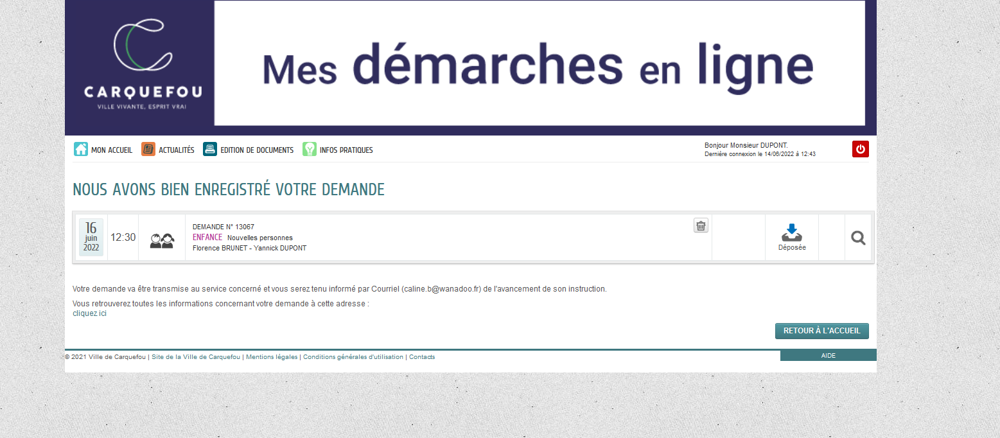 CARQUEFOU
VILLE VIVANTE, ESPRIT VRAI
Mes démarches en ligne
MON ACCUEIL ACTUALITÉS EDITION DE DOCUMENTS INFOS PRATIQUES
Bonjour Monsieur DUPONT.
Dernière connexion le 14/06/2022 à 12:43
NOUS AVONS BIEN ENREGISTRÉ VOTRE DEMANDE
16
juin
2022
12:30
DEMANDE N° 13067
ENFANCE Nouvelles personnes
Florence BRUNET - Yannick DUPONT
Déposée
Votre demande va être transmise au service concerné et vous serez tenu informé par Courriel (caline.b@wanadoo.fr) de l'avancement de son instruction.
Vous retrouverez toutes les informations concernant votre demande à cette adresse :
cliquez ici
RETOUR À L'ACCUEIL
© 2021 Ville de Carquefou | Site de la Ville de Carquefou | Mentions légales | Conditions générales d'utilisation | Contacts
AIDE